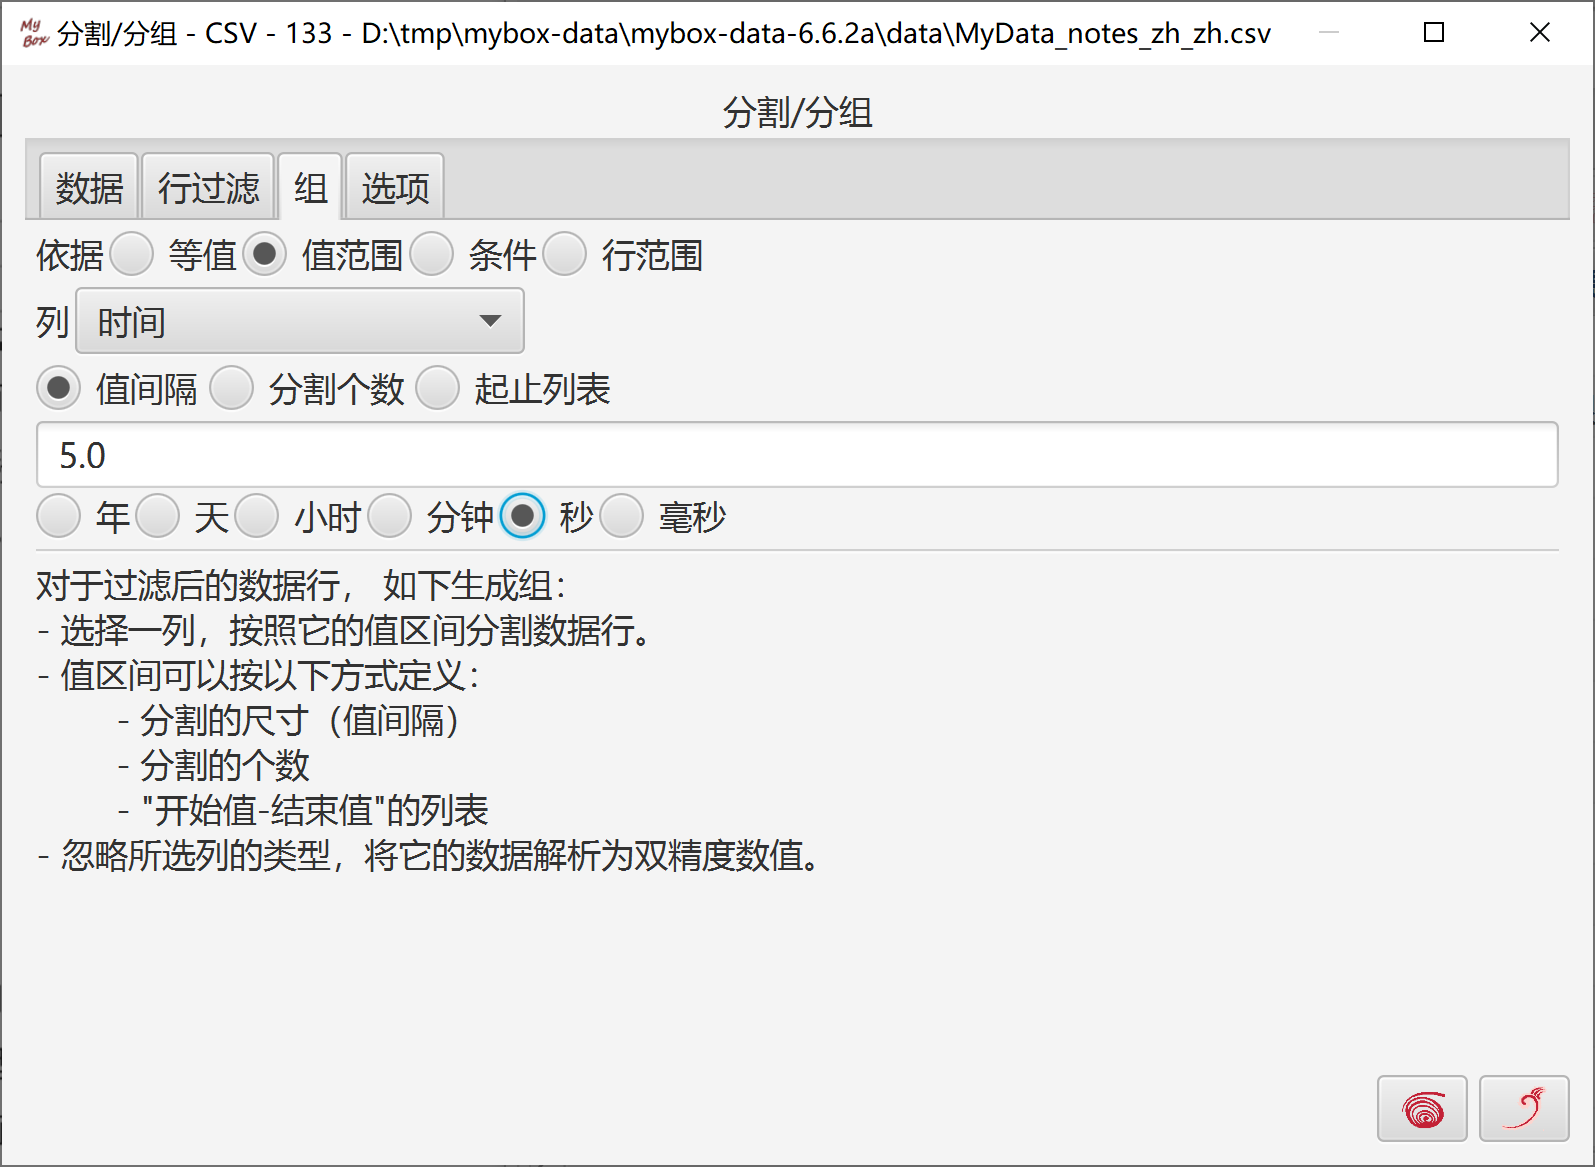 My Box 分割/分组 - CSV - 133 - D:\tmp\mybox-data\mybox-data-6.6.2a\data\MyData_notes_zh_zh.csv
分割/分组
数据 行过滤 组 选项
依据 等值 值范围 条件 行范围
列 时间
值间隔 分割个数 起止列表
5.0
年 天 小时 分钟 秒 毫秒
对于过滤后的数据行， 如下生成组：
- 选择一列，按照它的值区间分割数据行。
- 值区间可以按以下方式定义：
- 分割的尺寸（值间隔）
- 分割的个数
- "开始值-结束值"的列表
- 忽略所选列的类型，将它的数据解析为双精度数值。